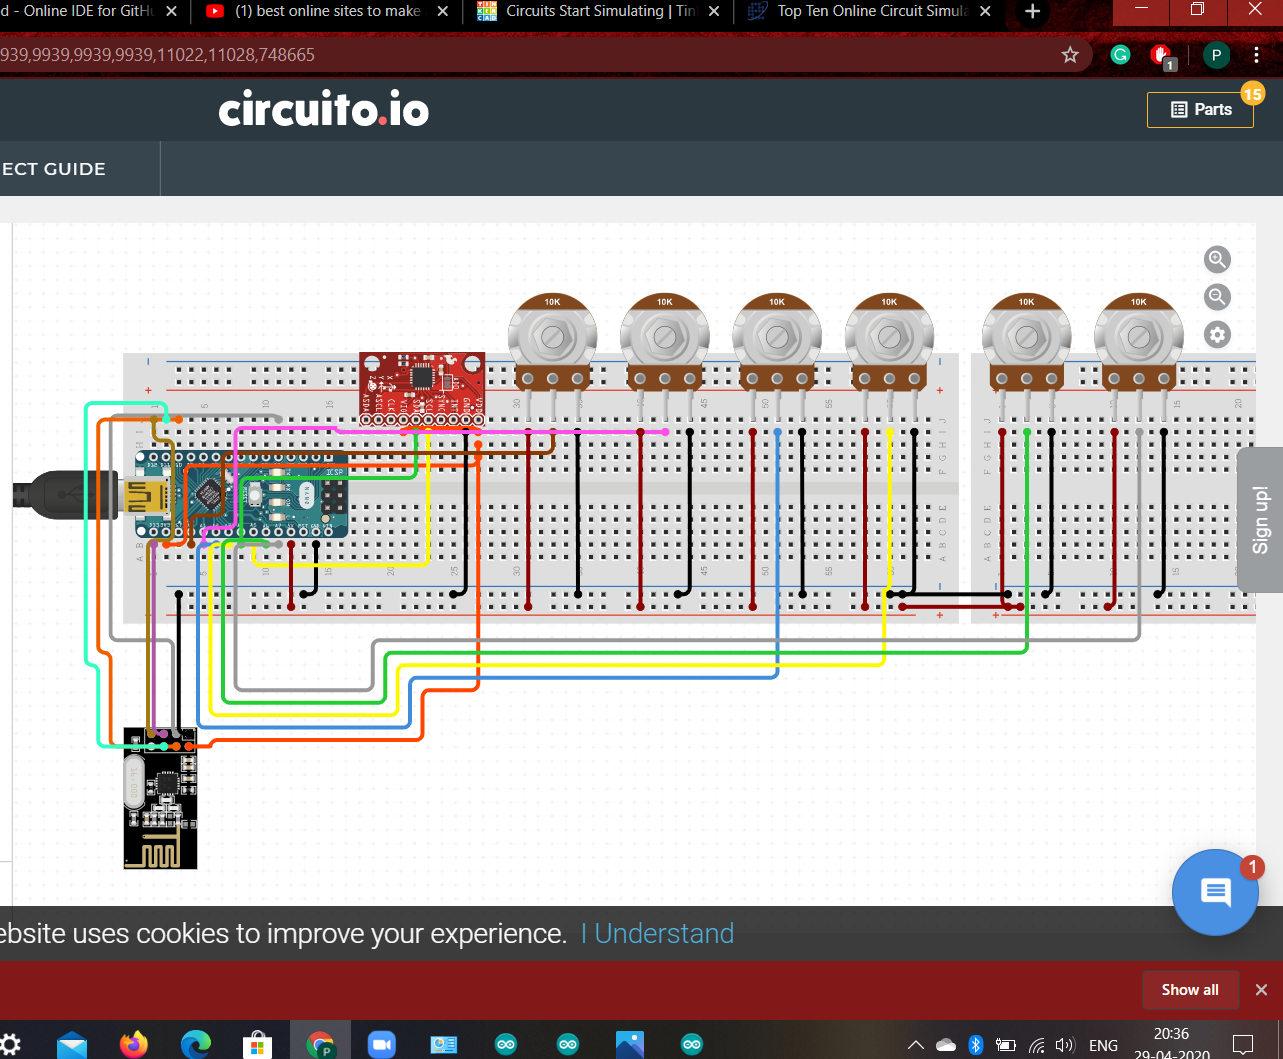 d - Online IDE for GitH
(1) best online sites to make
Circuits Start Simulating | Tin
Top Ten Online Circuit Simula
939,9939,9939,9939,11022,11028,748665
1
P
circuito.io
Parts
15
ECT GUIDE
10K
10K
10K
10K
10K
10K
Sign up!
1
ebsite uses cookies to improve your experience. I Understand
Show all
P
ENG
20:36
29-04-2020